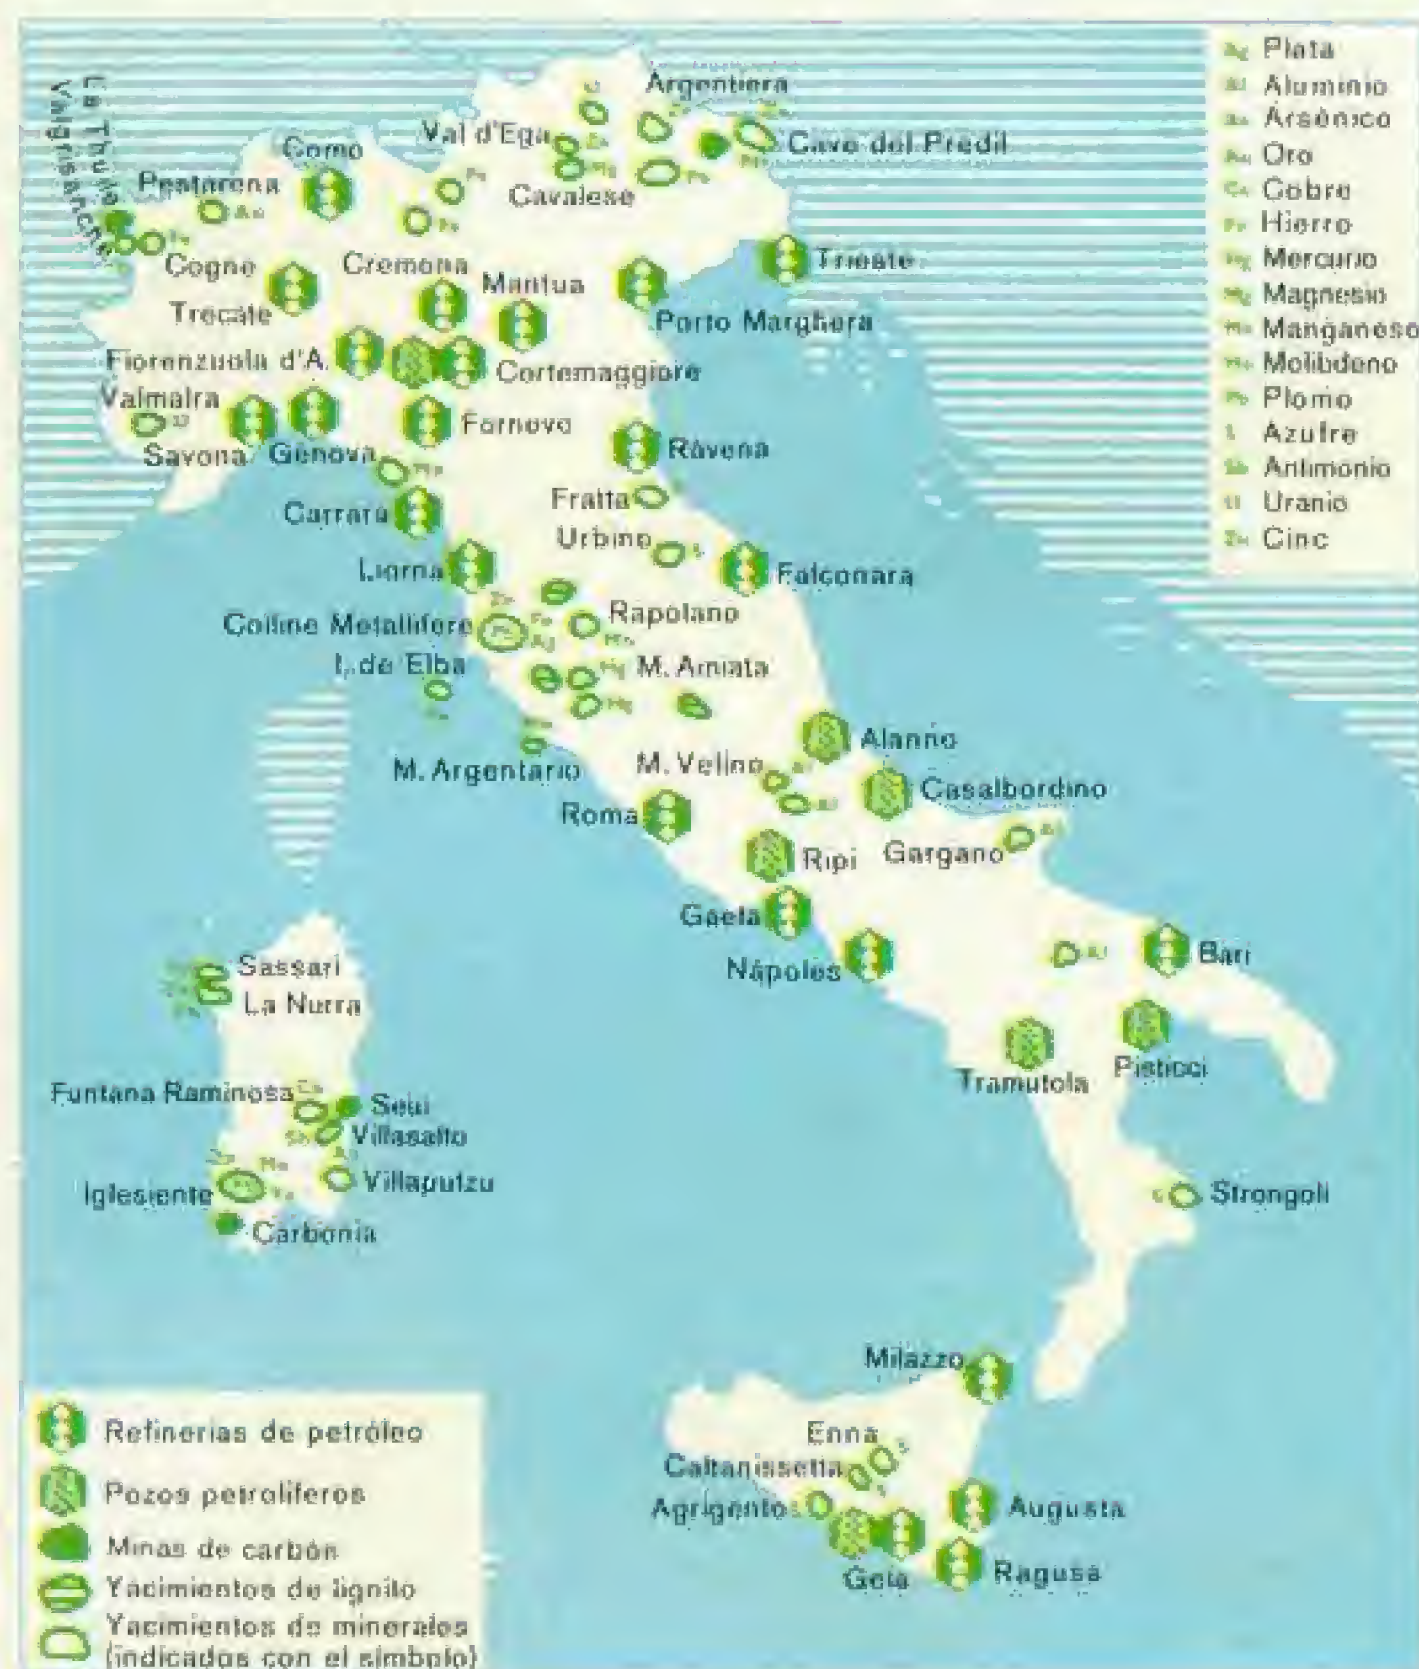 Plata
Aluminio
Arsénico
Oro
Cobre
Hierro
Mercurio
Magnesio
Manganeso
Molibdeno
Plomo
Azufre
Antimonio
Uranio
Cinc
Argentiera
Val d'Ega
Cave del Predil
Como
La Thuile
Valgrisanche
Pestarena
Cavalese
Cogne
Cremona
Mantua
Trieste
Trecate
Porto Marghera
Fiorenzuola d'A.
Cortemaggiore
Valmaira
Fornovo
Savona
Génova
Rávena
Fratta
Carrara
Urbino
Liorna
Falconara
Colline Metallifere
Rapolano
I. de Elba
M. Amiata
Alanno
M. Argentario
M. Velino
Casalbordino
Roma
Ripi
Gargano
Gaeta
Nápoles
Bari
Sassari
La Nurra
Tramutola
Pisticci
Funtana Raminosa
Seui
Villasalto
Iglesiente
Villaputzu
Strongoli
Carbonia
Milazzo
Enna
Caltanissetta
Agrigento
Augusta
Gela
Ragusa
Refinerías de petróleo
Pozos petrolíferos
Minas de carbón
Yacimientos de lignito
Yacimientos de minerales
(indicados con el símbolo)